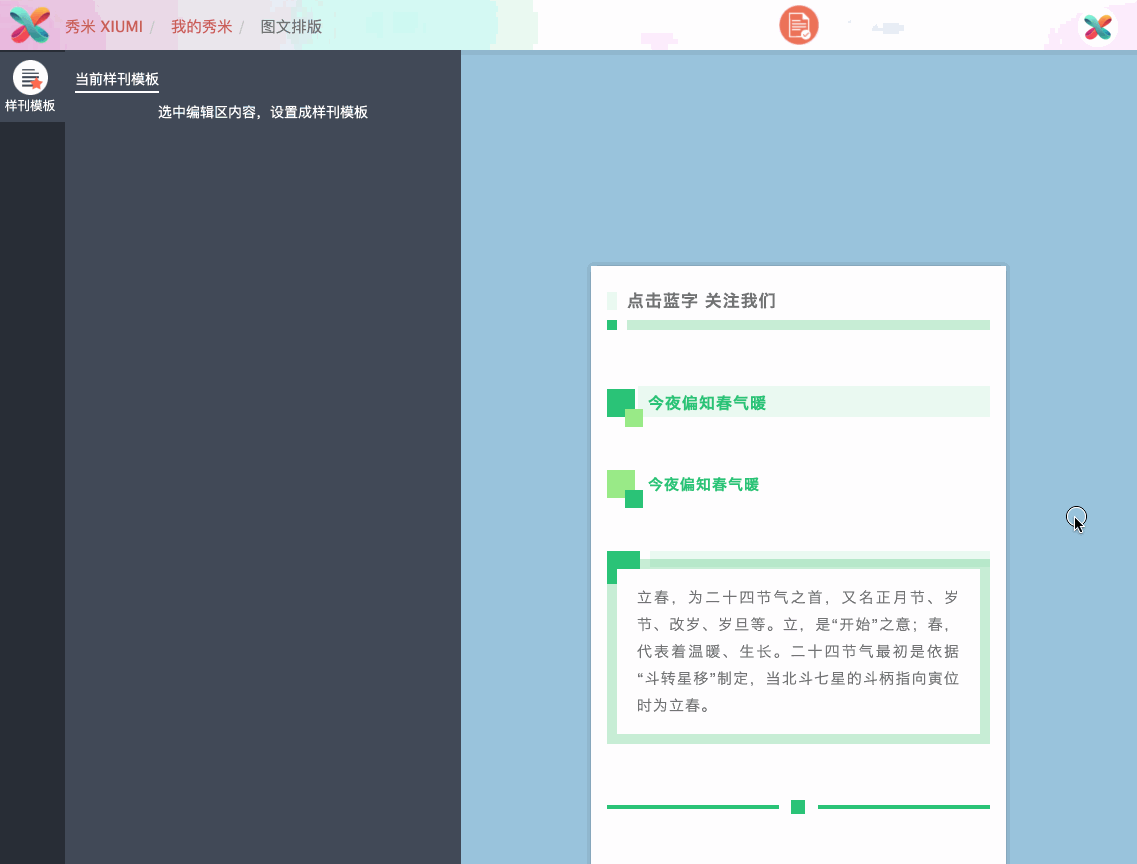 秀米 XIUMI / 我的秀米 / 图文排版
样刊模板
当前样刊模板
选中编辑区内容，设置成样刊模板
点击蓝字 关注我们
今夜偏知春气暖
今夜偏知春气暖
立春，为二十四节气之首，又名正月节、岁
节、改岁、岁旦等。立，是“开始”之意；春，
代表着温暖、生长。二十四节气最初是依据
“斗转星移”制定，当北斗七星的斗柄指向寅位
时为立春。